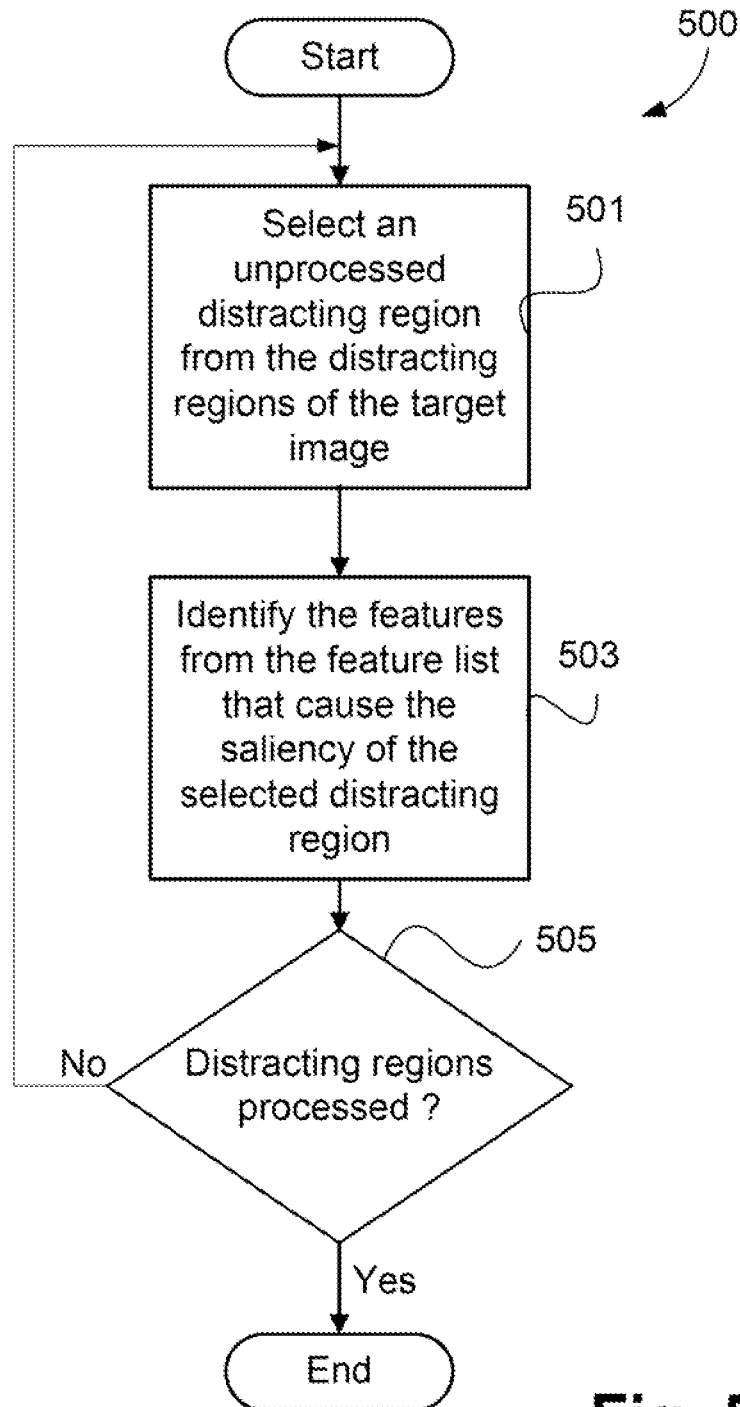 500
Start
501
Select an
unprocessed
distracting region
from the distracting
regions of the target
image
503
Identify the features
from the feature list
that cause the
saliency of the
selected distracting
region
505
No
Distracting regions
processed ?
Yes
End